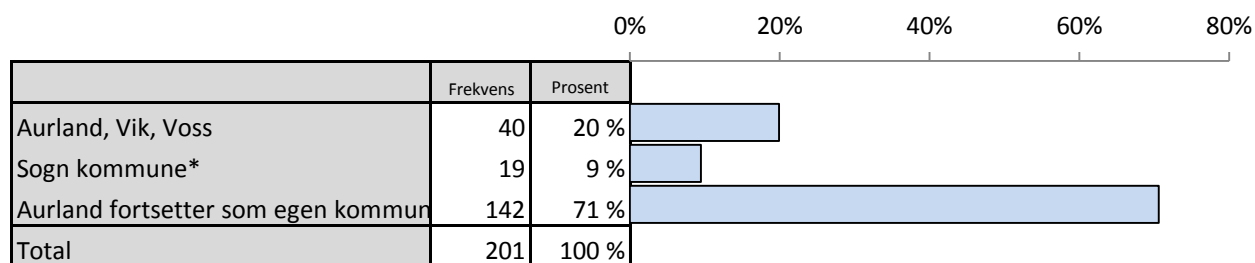 0% 20% 40% 60% 80%
Frekvens Prosent
Aurland, Vik, Voss 40 20 %
Sogn kommune* 19 9 %
Aurland fortsetter som egen kommun 142 71 %
Total 201 100 %